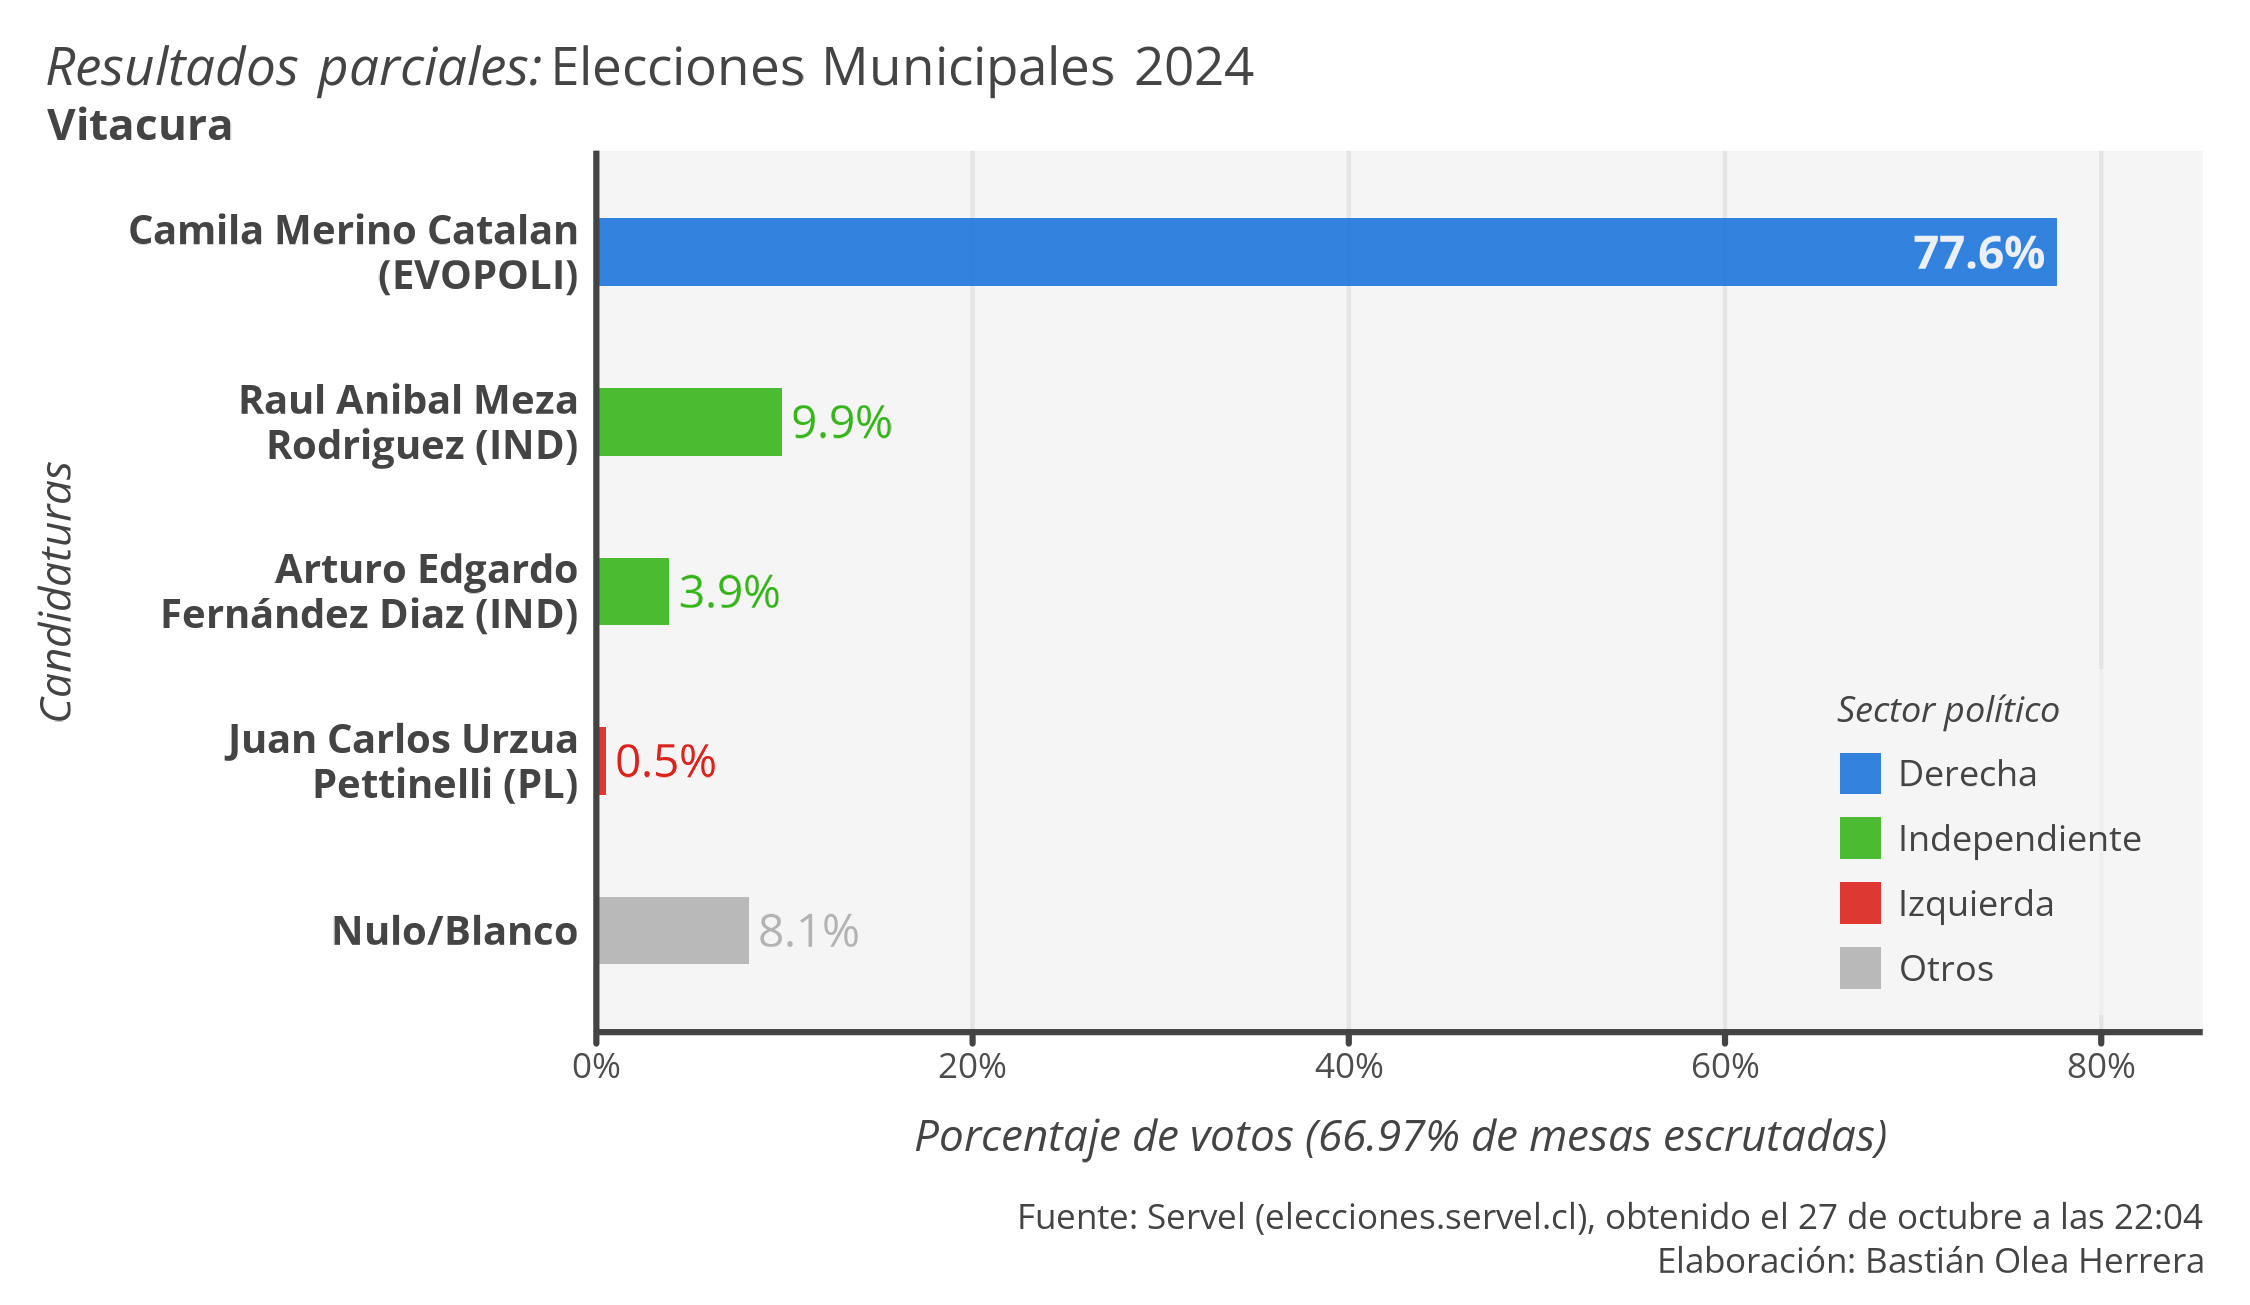 Resultados parciales: Elecciones Municipales 2024
Vitacura
Candidaturas
Camila Merino Catalan
(EVOPOLI)
77.6%
Raul Anibal Meza
Rodriguez (IND)
9.9%
Arturo Edgardo
Fernández Diaz (IND)
3.9%
Juan Carlos Urzua
Pettinelli (PL)
0.5%
Nulo/Blanco
8.1%
Sector político
Derecha
Independiente
Izquierda
Otros
0%
20%
40%
60%
80%
Porcentaje de votos (66.97% de mesas escrutadas)
Fuente: Servel (elecciones.servel.cl), obtenido el 27 de octubre a las 22:04
Elaboración: Bastián Olea Herrera